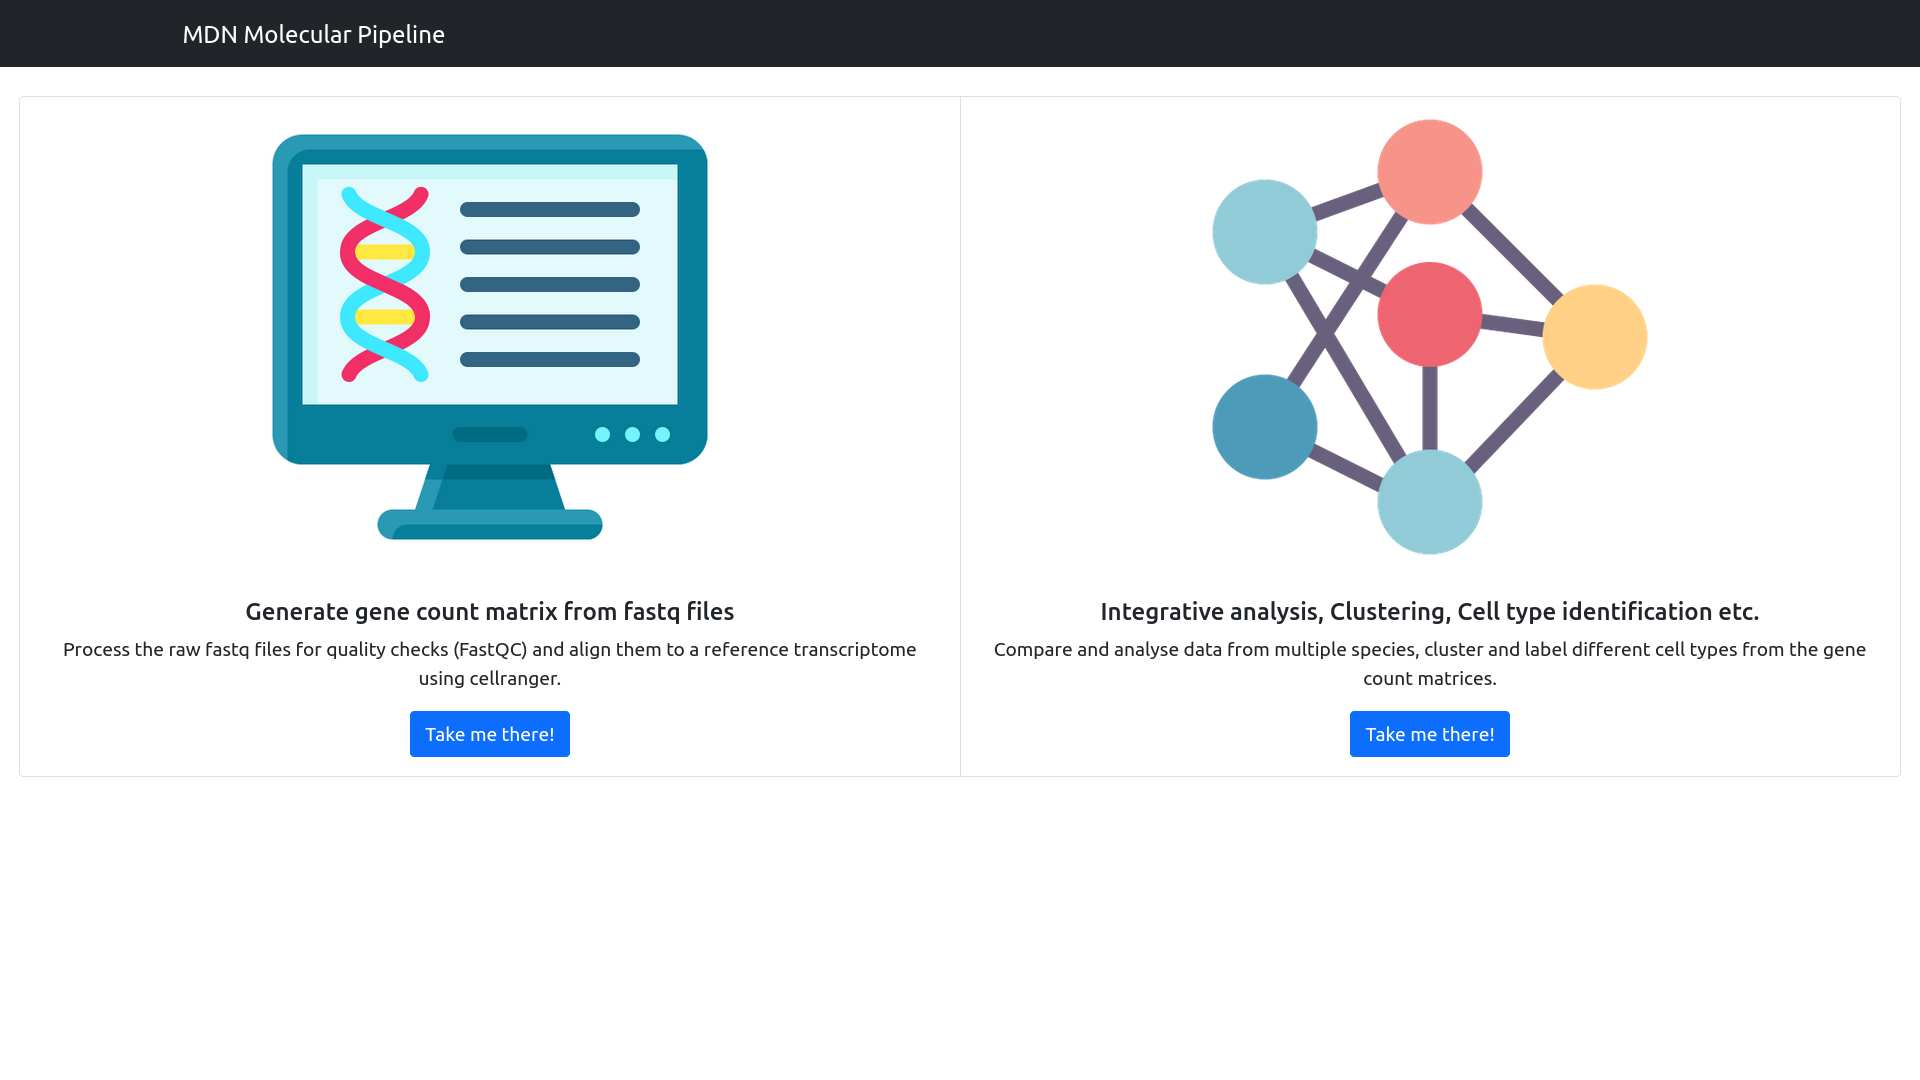 MDN Molecular Pipeline
Generate gene count matrix from fastq files
Process the raw fastq files for quality checks (FastQC) and align them to a reference transcriptome
using cellranger.
Take me there!
Integrative analysis, Clustering, Cell type identification etc.
Compare and analyse data from multiple species, cluster and label different cell types from the gene
count matrices.
Take me there!